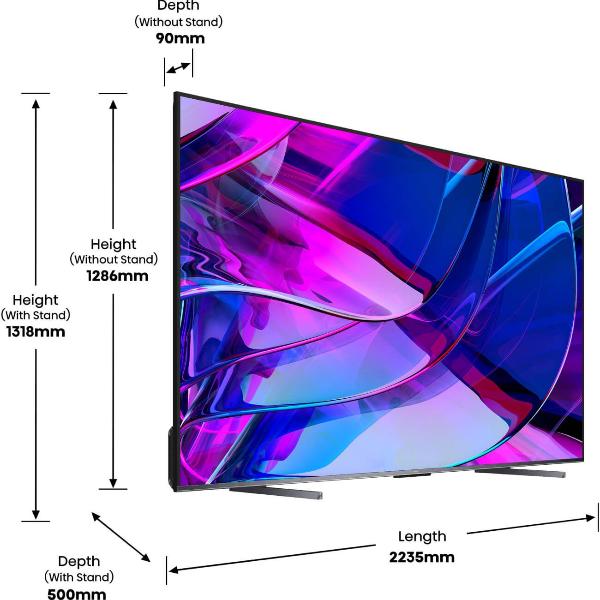 Depth
(Without Stand)
90mm
Height
(Without Stand)
1286mm
Height
(With Stand)
1318mm
Depth
(With Stand)
500mm
Length
2235mm